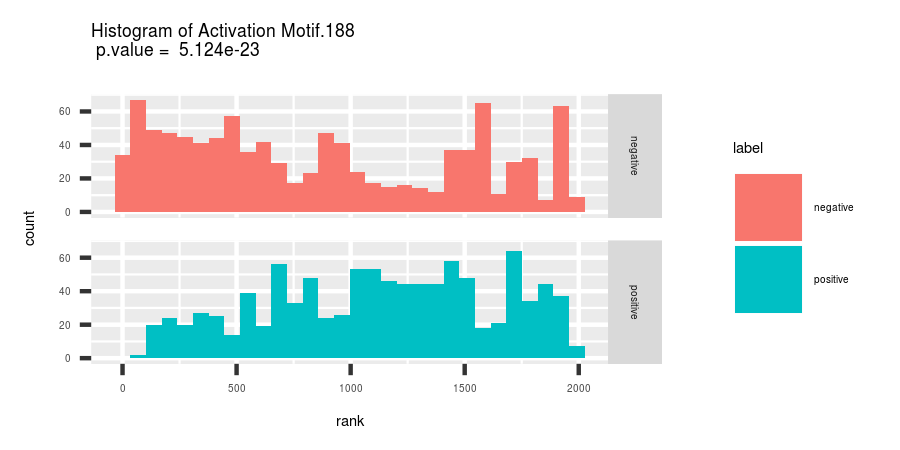 Histogram of Activation Motif.188
p.value = 5.124e-23
count
60
40
20
0
negative
60
40
20
0
positive
0 500 1000 1500 2000
rank
label
negative
positive